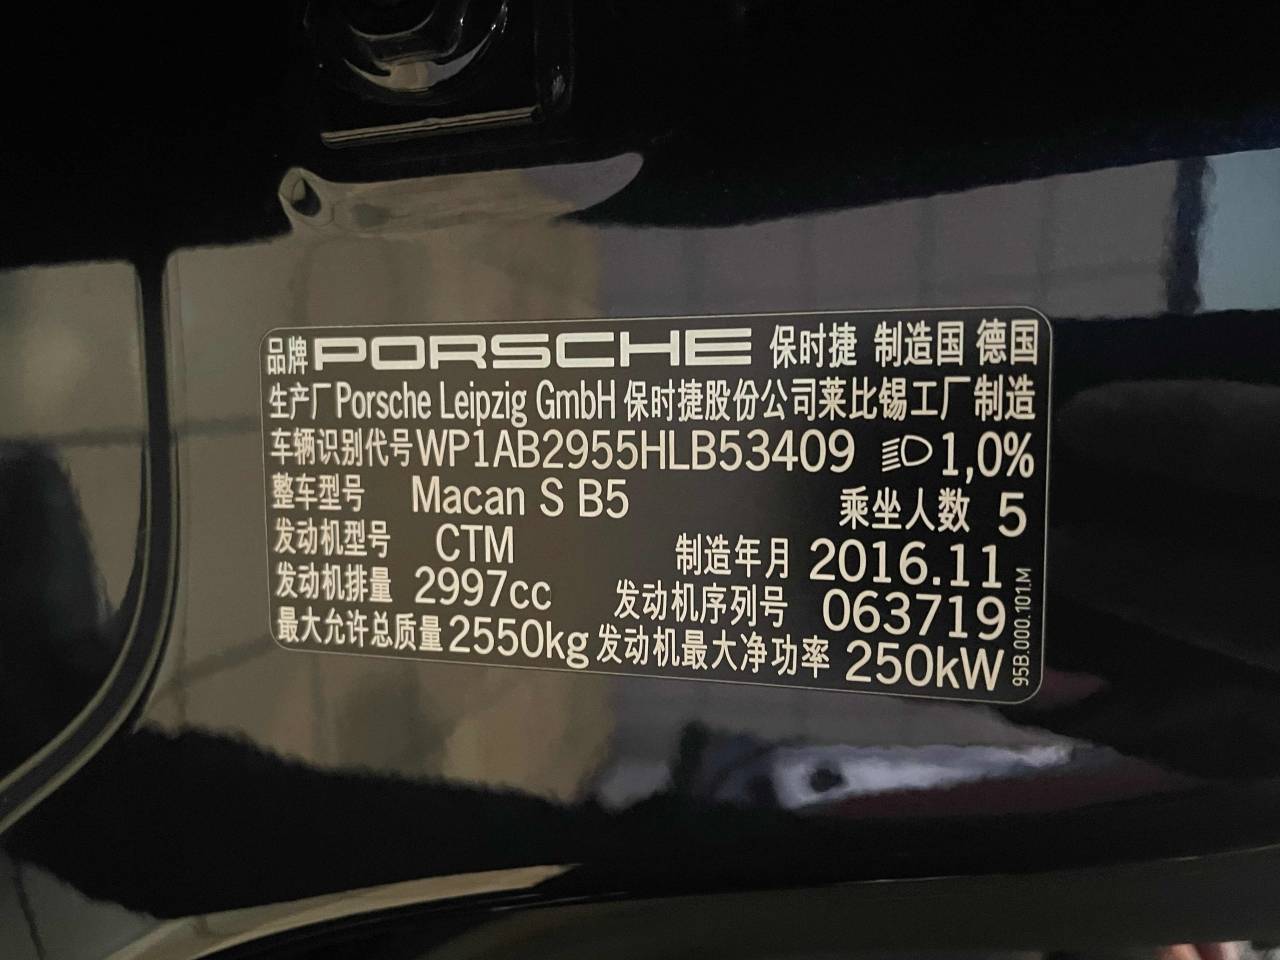 品牌 PORSCHE 保时捷 制造国 德国
生产厂 Porsche Leipzig GmbH 保时捷股份公司莱比锡工厂制造
车辆识别代号 WP1AB2955HLB53409 1,0%
整车型号 Macan S B5 乘坐人数 5
发动机型号 CTM 制造年月 2016.11
发动机排量 2997cc 发动机序列号 063719
最大允许总质量 2550kg 发动机最大净功率 250kW
95B.000.101.M